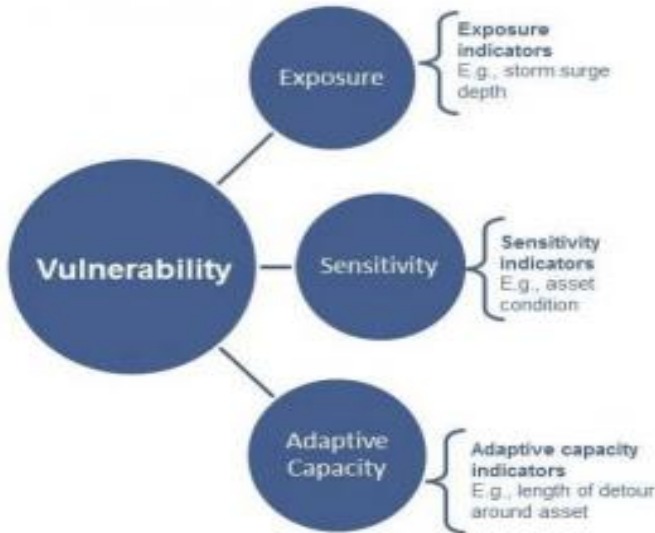 Exposure
Exposure
indicators
E.g., storm surge
depth
Vulnerability
Sensitivity
Sensitivity
indicators
E.g., asset
condition
Adaptive
Capacity
Adaptive capacity
indicators
E.g., length of detour
around asset